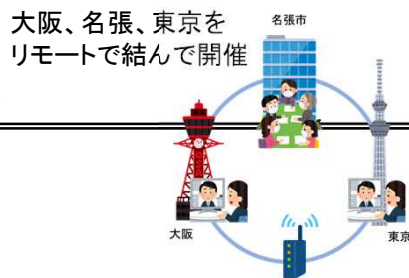 大阪、名張、東京を
リモートで結んで開催
名張市
大阪
東京